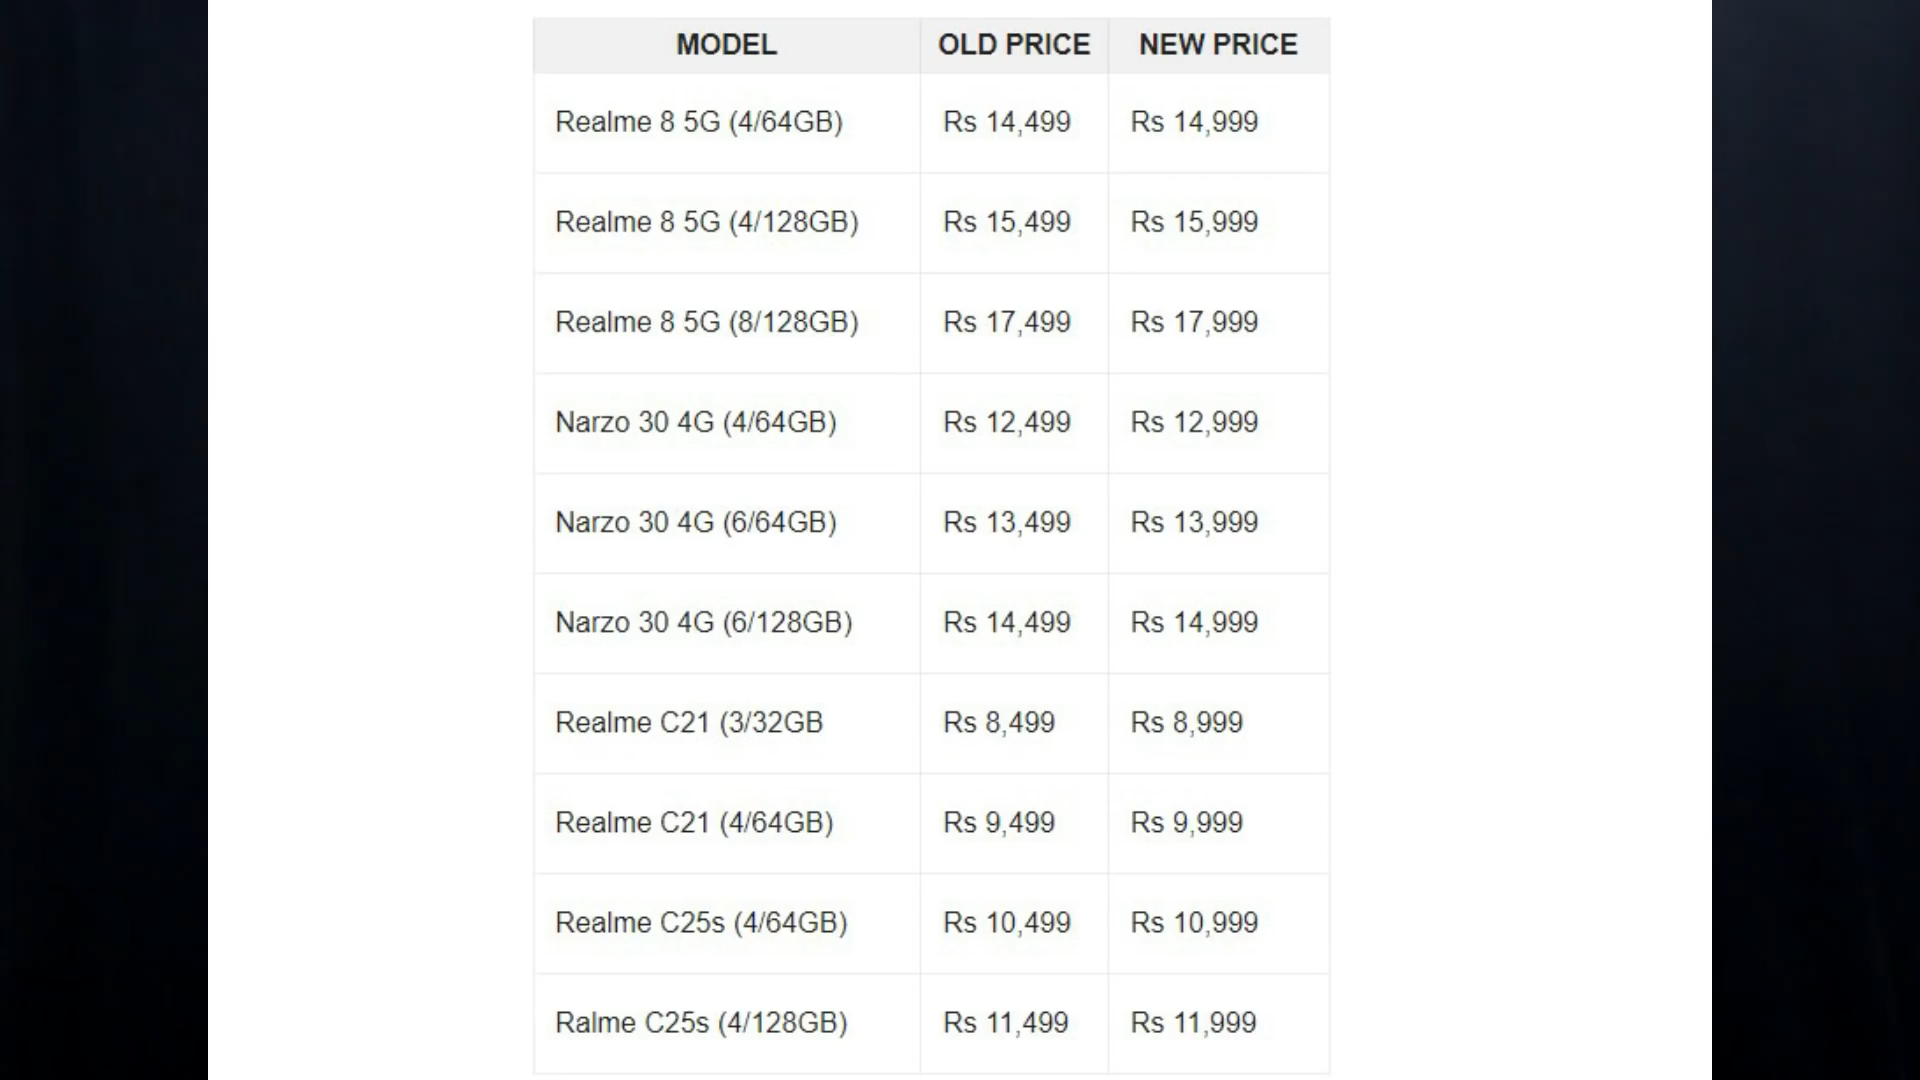 MODEL OLD PRICE NEW PRICE
Realme 8 5G (4/64GB) Rs 14,499 Rs 14,999
Realme 8 5G (4/128GB) Rs 15,499 Rs 15,999
Realme 8 5G (8/128GB) Rs 17,499 Rs 17,999
Narzo 30 4G (4/64GB) Rs 12,499 Rs 12,999
Narzo 30 4G (6/64GB) Rs 13,499 Rs 13,999
Narzo 30 4G (6/128GB) Rs 14,499 Rs 14,999
Realme C21 (3/32GB Rs 8,499 Rs 8,999
Realme C21 (4/64GB) Rs 9,499 Rs 9,999
Realme C25s (4/64GB) Rs 10,499 Rs 10,999
Ralme C25s (4/128GB) Rs 11,499 Rs 11,999